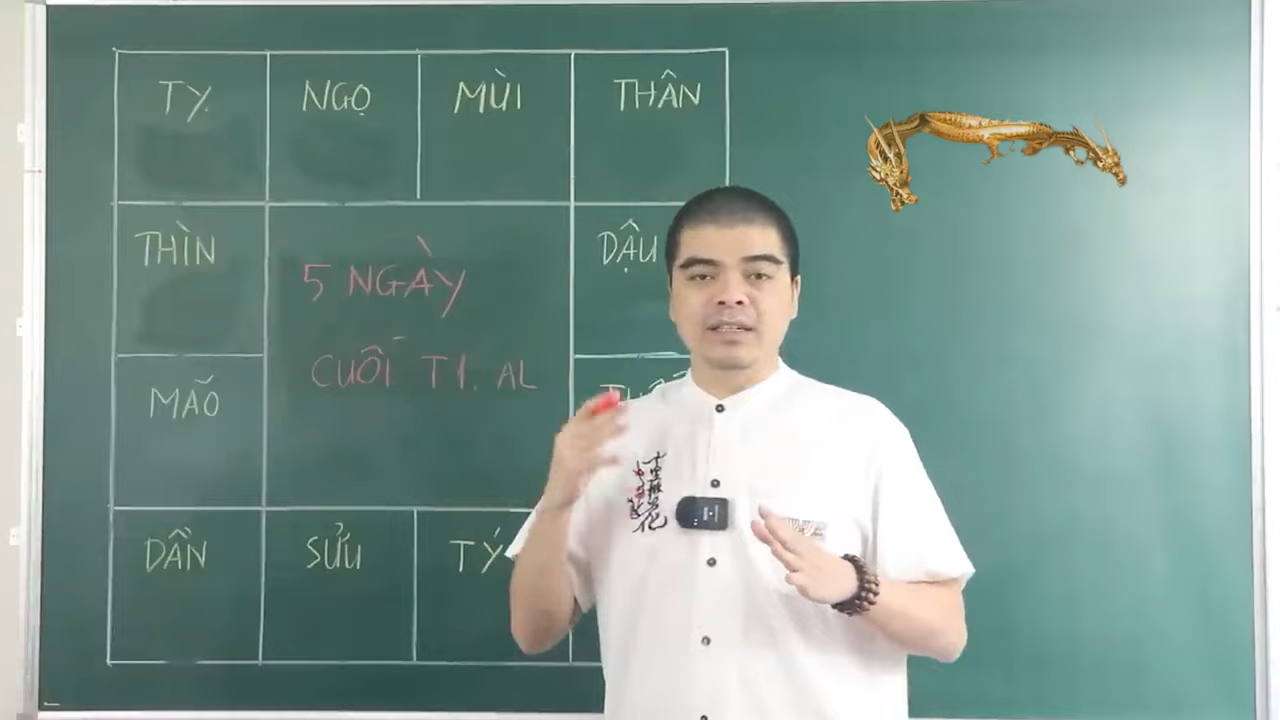 TỴ
NGỌ
MÙI
THÂN
THÌN
DẬU
5 NGÀY
CUỐI T1. AL
MÃO
DẦN
SỬU
TÝ